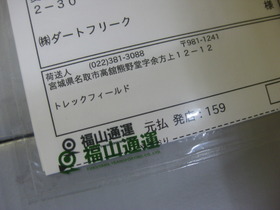 2-30
㈱ダートフリーク 様
荷送人 (022)381-3088 〒981-1241
宮城県名取市高舘熊野堂字余方上12-12
トレックフィールド
福山通運 元払 発店:159
福山通運